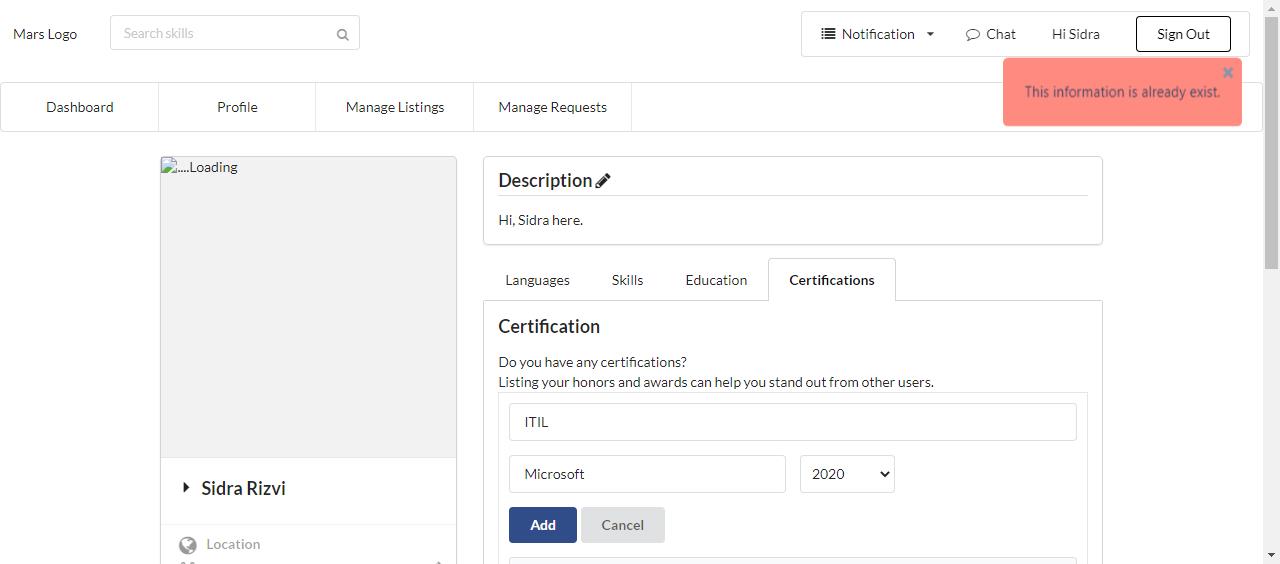 Mars Logo
Search skills
Notification
Chat
Hi Sidra
Sign Out
This information is already exist.
Dashboard
Profile
Manage Listings
Manage Requests
....Loading
Description
Hi, Sidra here.
Languages
Skills
Education
Certifications
Certification
Do you have any certifications?
Listing your honors and awards can help you stand out from other users.
ITIL
Microsoft
2020
Add
Cancel
Sidra Rizvi
Location